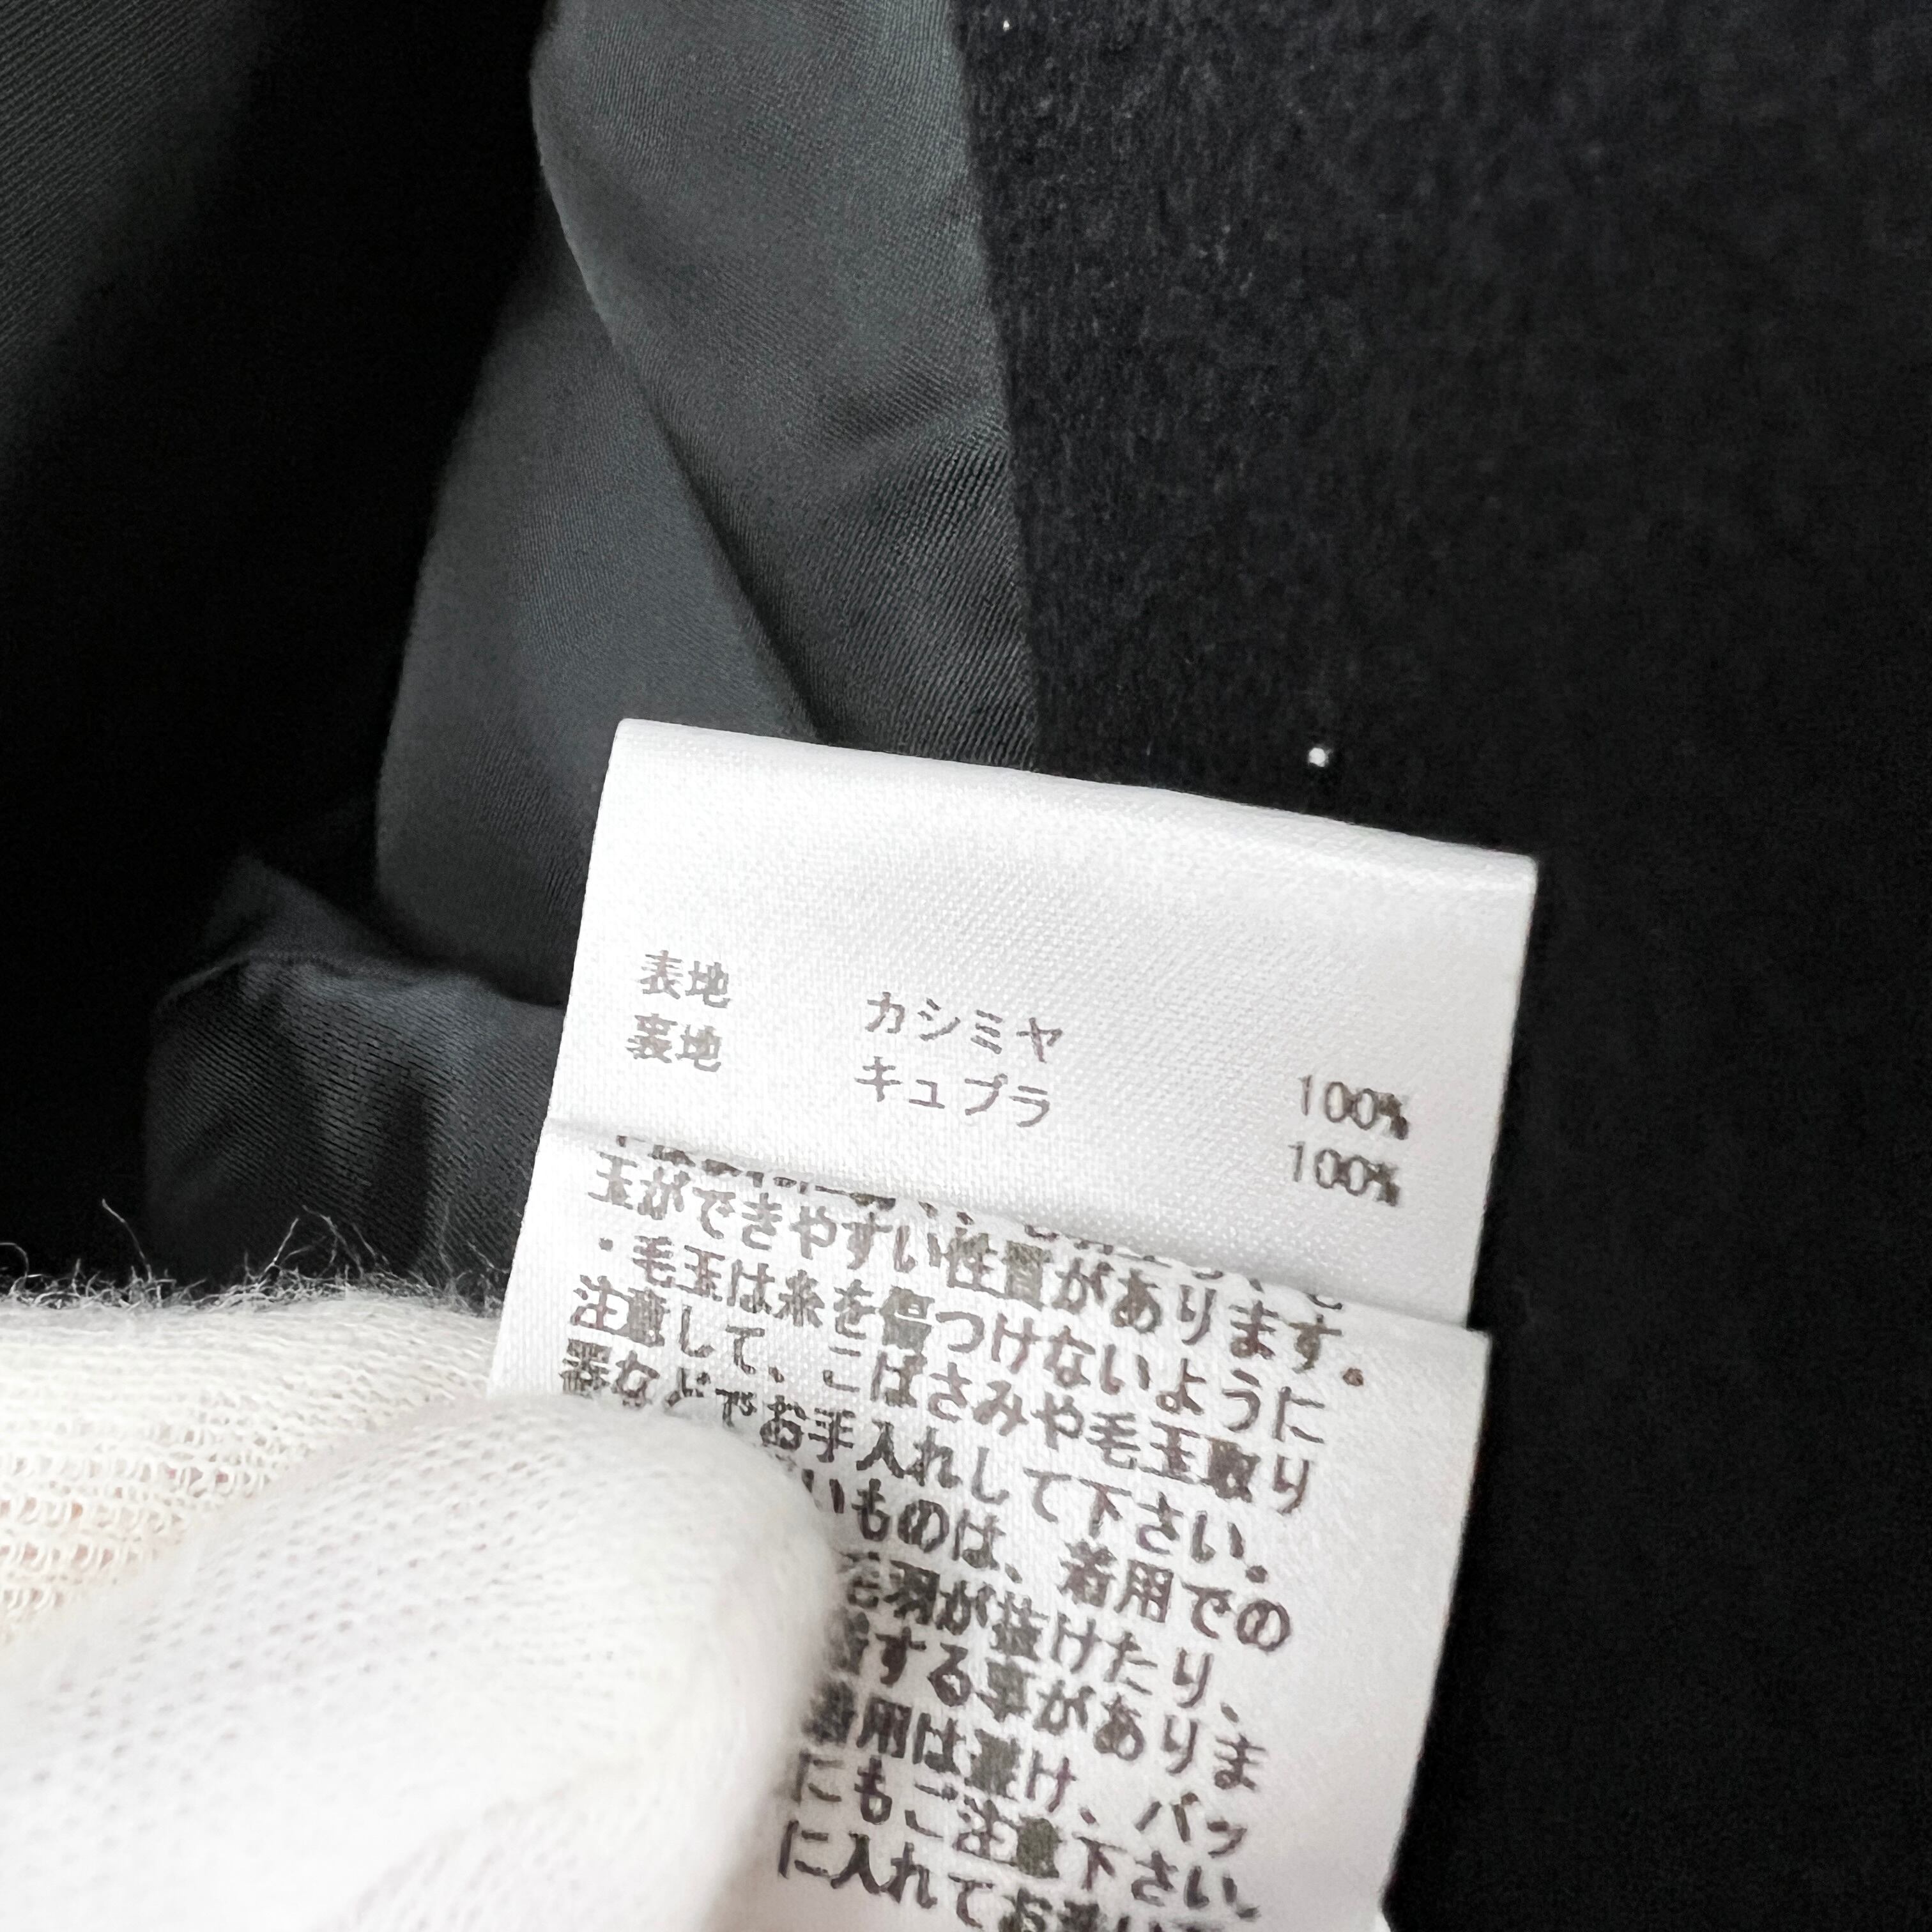 表地 カシミヤ 100%
裏地 キュプラ 100%
玉ができやすい性質があります。
・毛玉は糸を傷つけないように
注意して、こばさみや毛玉取り
器などでお手入れして下さい。
いものは、着用での
毛羽が抜けたり、
する事がありま
着用は避け、バッ
にもご注意下さい。
に入れてお